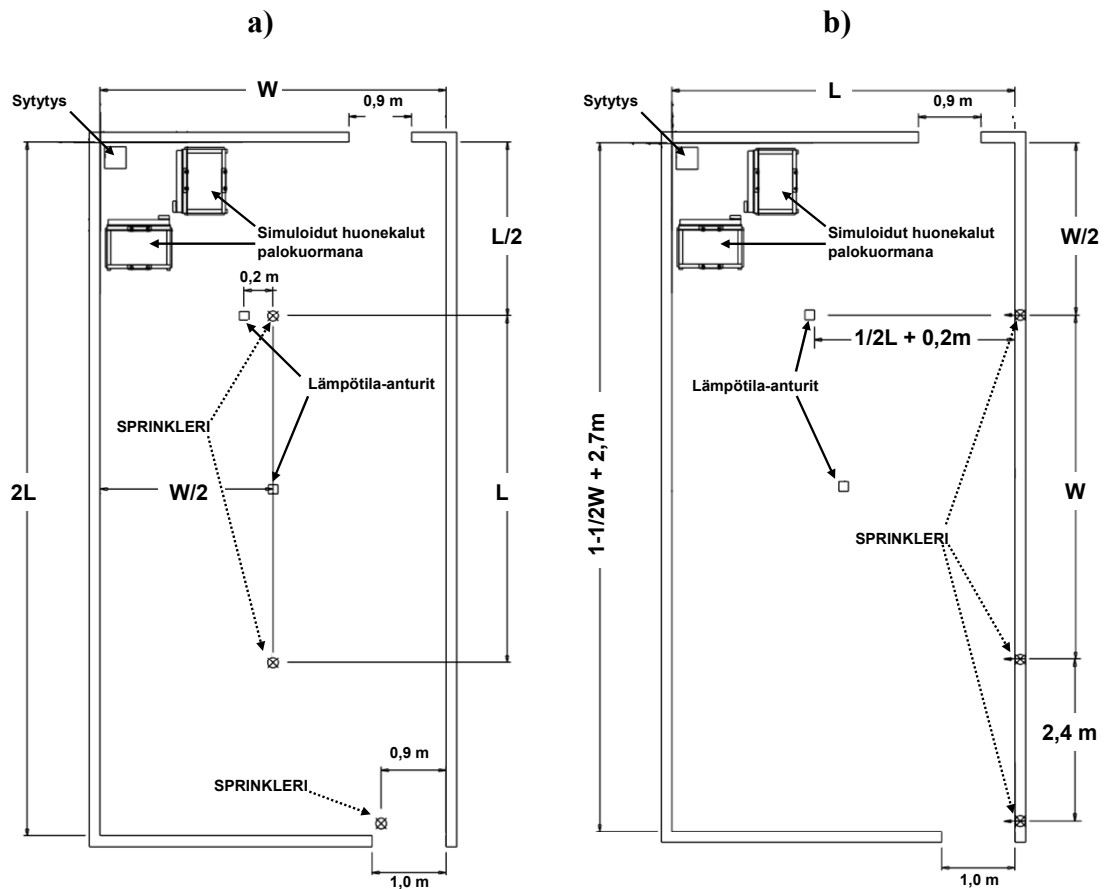 a)
W
Sytytys
0,9 m
Simuloidut huonekalut
palokuormana
L/2
0,2 m
Lämpötila-anturit
SPRINKLERI
2L
W/2
L
0,9 m
SPRINKLERI
1,0 m
b)
L
Sytytys
0,9 m
Simuloidut huonekalut
palokuormana
W/2
1/2L + 0,2m
Lämpötila-anturit
1-1/2W + 2,7m
W
SPRINKLERI
2,4 m
1,0 m